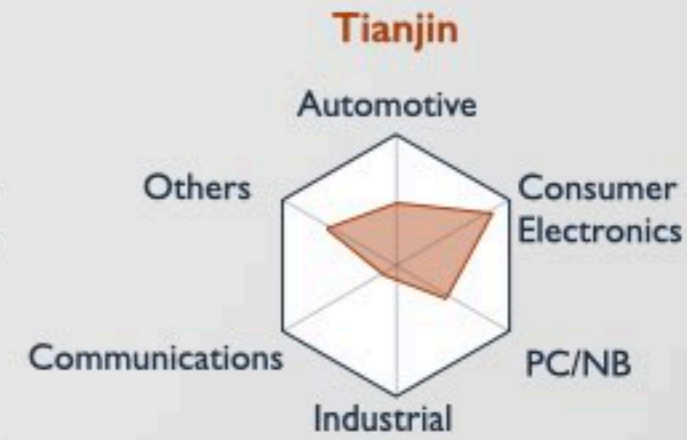 Tianjin
Automotive
Others
Consumer
Electronics
Communications
PC/NB
Industrial